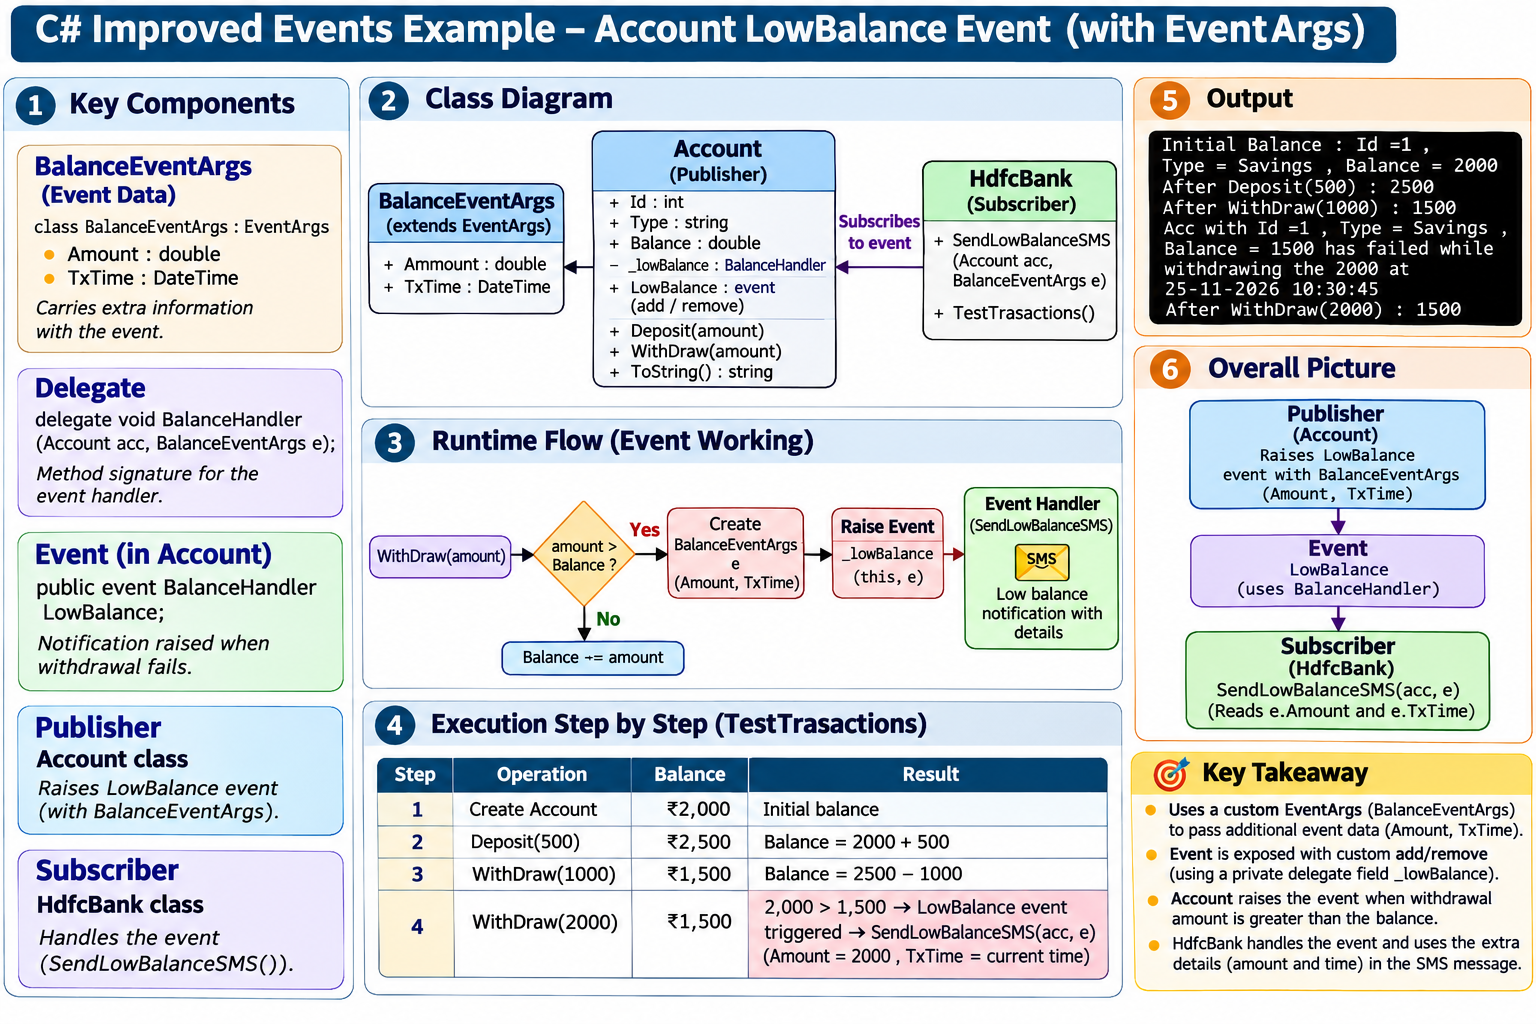 C# Improved Events Example – Account LowBalance Event (with EventArgs)
1 Key Components
BalanceEventArgs
(Event Data)
class BalanceEventArgs : EventArgs
Amount : double
TxTime : DateTime
Carries extra information
with the event.
Delegate
delegate void BalanceHandler
(Account acc, BalanceEventArgs e);
Method signature for the
event handler.
Event (in Account)
public event BalanceHandler
LowBalance;
Notification raised when
withdrawal fails.
Publisher
Account class
Raises LowBalance event
(with BalanceEventArgs).
Subscriber
HdfcBank class
Handles the event
(SendLowBalanceSMS()).
2 Class Diagram
BalanceEventArgs
(extends EventArgs)
+ Ammount : double
+ TxTime : DateTime
Account
(Publisher)
+ Id : int
+ Type : string
+ Balance : double
– _lowBalance : BalanceHandler
+ LowBalance : event
(add / remove)
+ Deposit(amount)
+ WithDraw(amount)
+ ToString() : string
Subscribes
to event
HdfcBank
(Subscriber)
+ SendLowBalanceSMS
(Account acc,
BalanceEventArgs e)
+ TestTrasactions()
3 Runtime Flow (Event Working)
WithDraw(amount)
amount >
Balance ?
Yes
No
Balance -= amount
Create
BalanceEventArgs
e
(Amount, TxTime)
Raise Event
_lowBalance
(this, e)
Event Handler
(SendLowBalanceSMS)
SMS
Low balance
notification with
details
4 Execution Step by Step (TestTrasactions)
Step Operation Balance Result
1 Create Account ₹2,000 Initial balance
2 Deposit(500) ₹2,500 Balance = 2000 + 500
3 WithDraw(1000) ₹1,500 Balance = 2500 – 1000
4 WithDraw(2000) ₹1,500 2,000 > 1,500 → LowBalance event
triggered → SendLowBalanceSMS(acc, e)
(Amount = 2000 , TxTime = current time)
5 Output
Initial Balance : Id =1 ,
Type = Savings , Balance = 2000
After Deposit(500) : 2500
After WithDraw(1000) : 1500
Acc with Id =1 , Type = Savings ,
Balance = 1500 has failed while
withdrawing the 2000 at
25-11-2026 10:30:45
After WithDraw(2000) : 1500
6 Overall Picture
Publisher
(Account)
Raises LowBalance
event with BalanceEventArgs
(Amount, TxTime)
Event
LowBalance
(uses BalanceHandler)
Subscriber
(HdfcBank)
SendLowBalanceSMS(acc, e)
(Reads e.Amount and e.TxTime)
Key Takeaway
Uses a custom EventArgs (BalanceEventArgs)
to pass additional event data (Amount, TxTime).
Event is exposed with custom add/remove
(using a private delegate field _lowBalance).
Account raises the event when withdrawal
amount is greater than the balance.
HdfcBank handles the event and uses the extra
details (amount and time) in the SMS message.